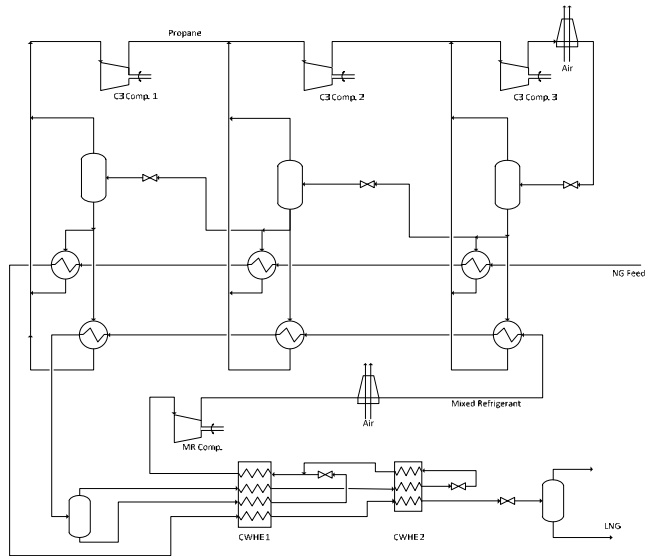 Propane
Air
C3 Comp. 1
C3 Comp. 2
C3 Comp. 3
NG Feed
Mixed Refrigerant
Air
MR Comp.
CWHE1
CWHE2
LNG